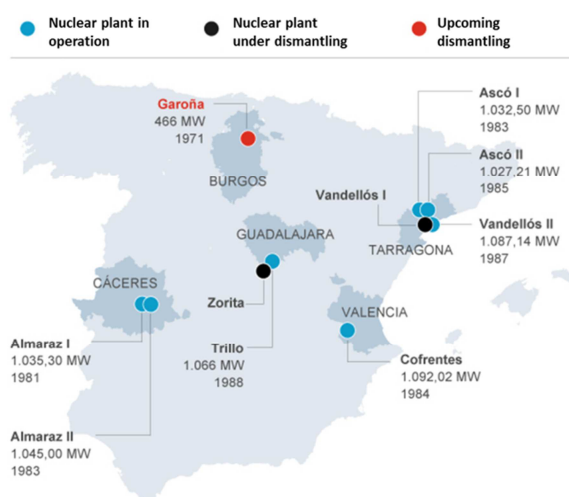 Nuclear plant in
operation
Nuclear plant
under dismantling
Upcoming
dismantling
Garoña
466 MW
1971
BURGOS
Ascó I
1.032,50 MW
1983
Ascó II
1.027,21 MW
1985
Vandellós I
Vandellós II
1.087,14 MW
1987
TARRAGONA
GUADALAJARA
CÁCERES
Zorita
VALENCIA
Almaraz I
1.035,30 MW
1981
Trillo
1.066 MW
1988
Cofrentes
1.092,02 MW
1984
Almaraz II
1.045,00 MW
1983